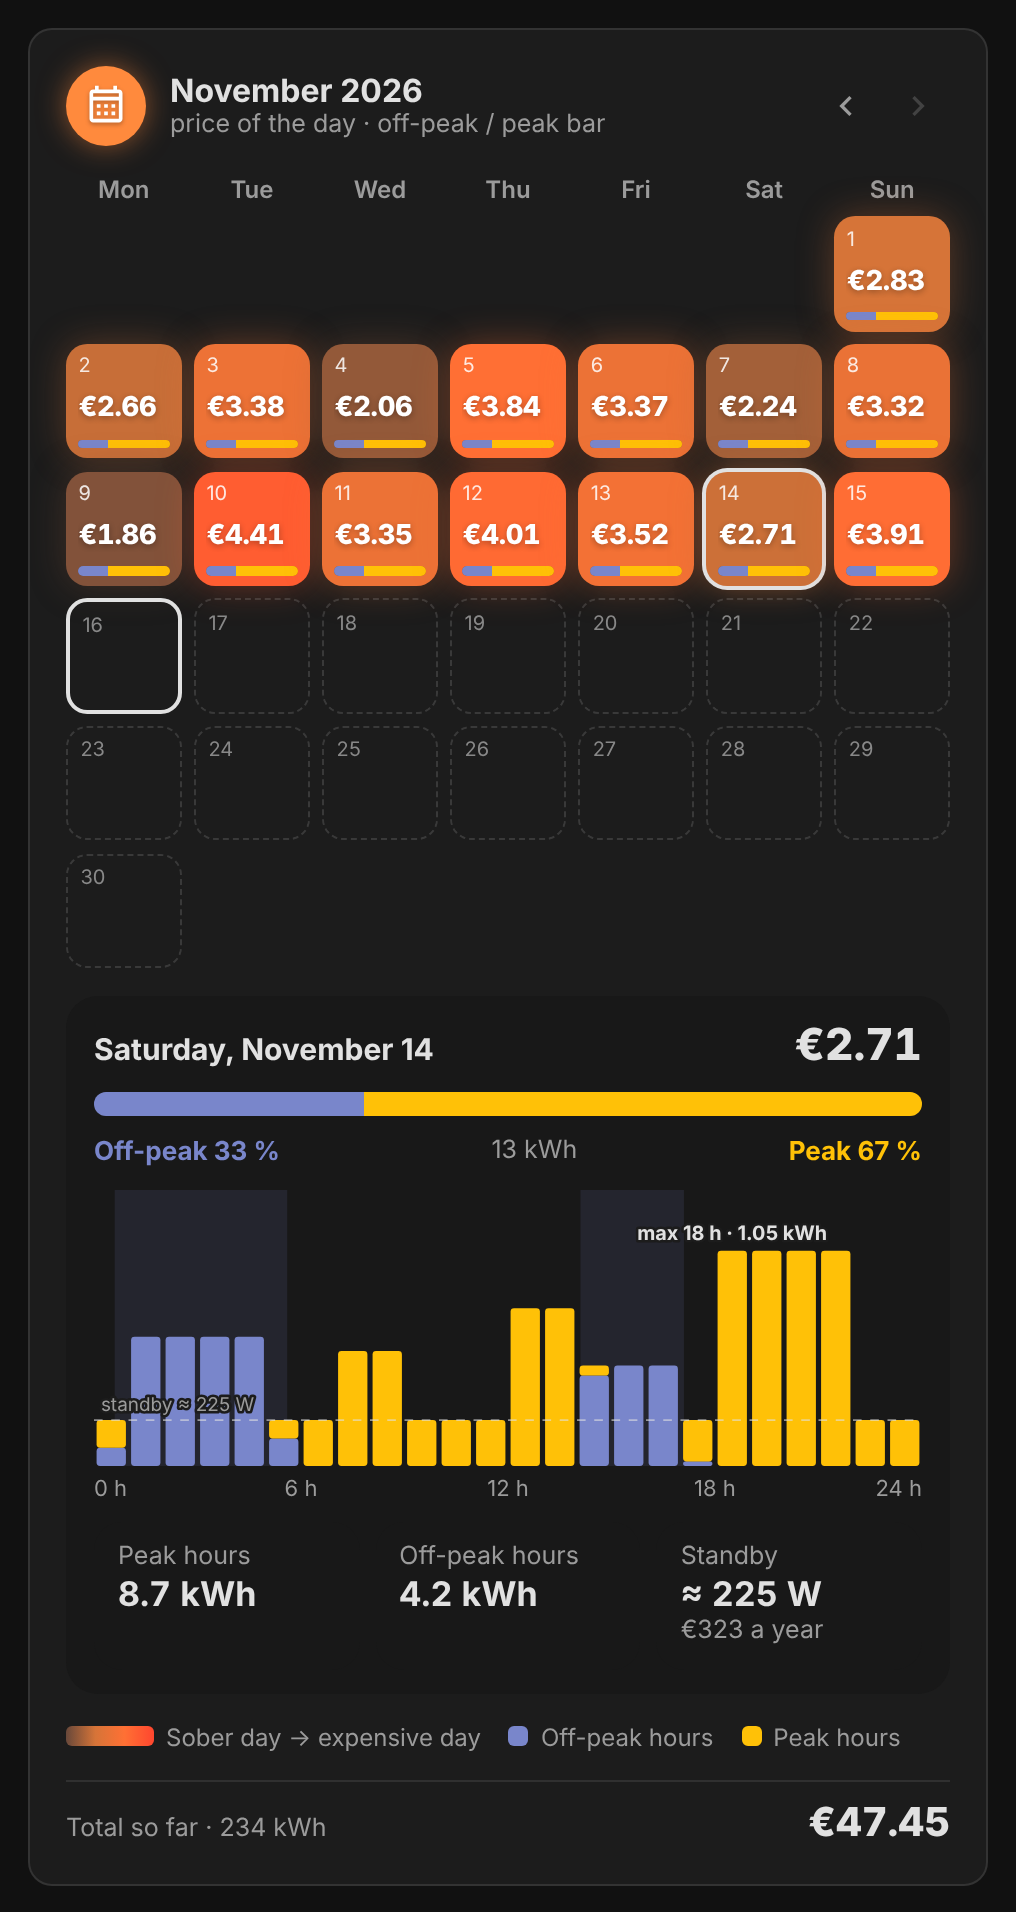 November 2026
price of the day · off-peak / peak bar
Mon Tue Wed Thu Fri Sat Sun
1
€2.83
2 3 4 5 6 7 8
€2.66 €3.38 €2.06 €3.84 €3.37 €2.24 €3.32
9 10 11 12 13 14 15
€1.86 €4.41 €3.35 €4.01 €3.52 €2.71 €3.91
16 17 18 19 20 21 22
23 24 25 26 27 28 29
30
Saturday, November 14 €2.71
Off-peak 33 % 13 kWh Peak 67 %
max 18 h · 1.05 kWh
standby ≈ 225 W
0 h 6 h 12 h 18 h 24 h
Peak hours Off-peak hours Standby
8.7 kWh 4.2 kWh ≈ 225 W
€323 a year
Sober day → expensive day Off-peak hours Peak hours
Total so far · 234 kWh €47.45